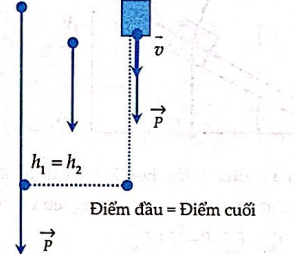 v
P
h₁ = h₂
Điểm đầu = Điểm cuối
P